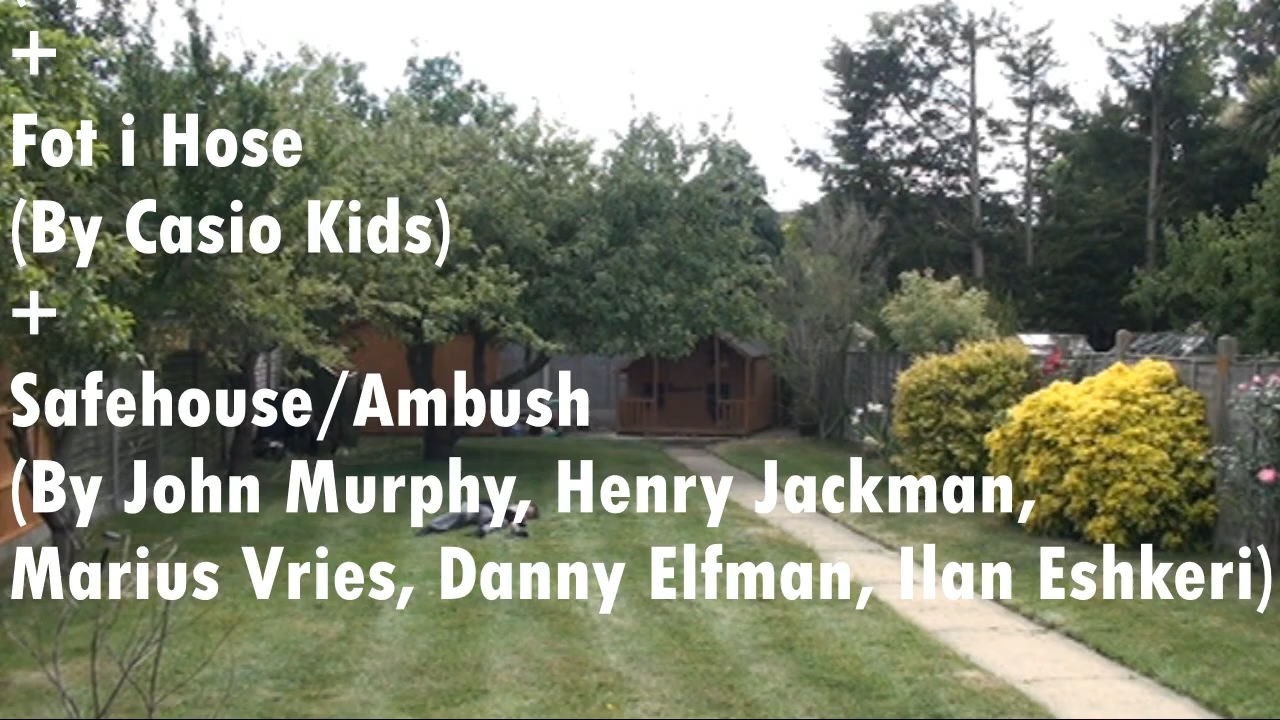 +
Fot i Hose
(By Casio Kids)
+
Safehouse/Ambush
(By John Murphy, Henry Jackman,
Marius Vries, Danny Elfman, Ilan Eshkeri)